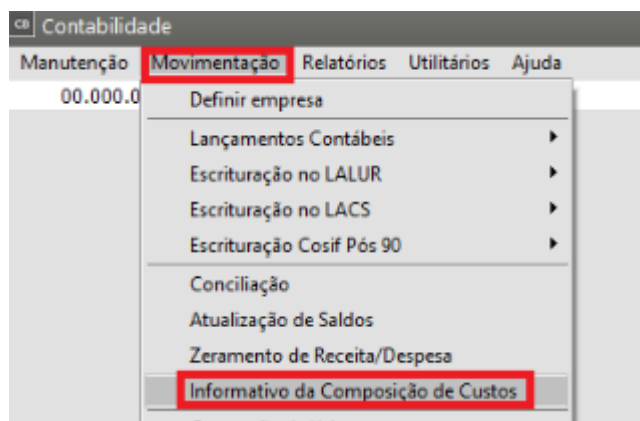 CB Contabilidade
Manutenção Movimentação Relatórios Utilitários Ajuda
00.000.0
Definir empresa
Lançamentos Contábeis
Escrituração no LALUR
Escrituração no LACS
Escrituração Cosif Pós 90
Conciliação
Atualização de Saldos
Zeramento de Receita/Despesa
Informativo da Composição de Custos